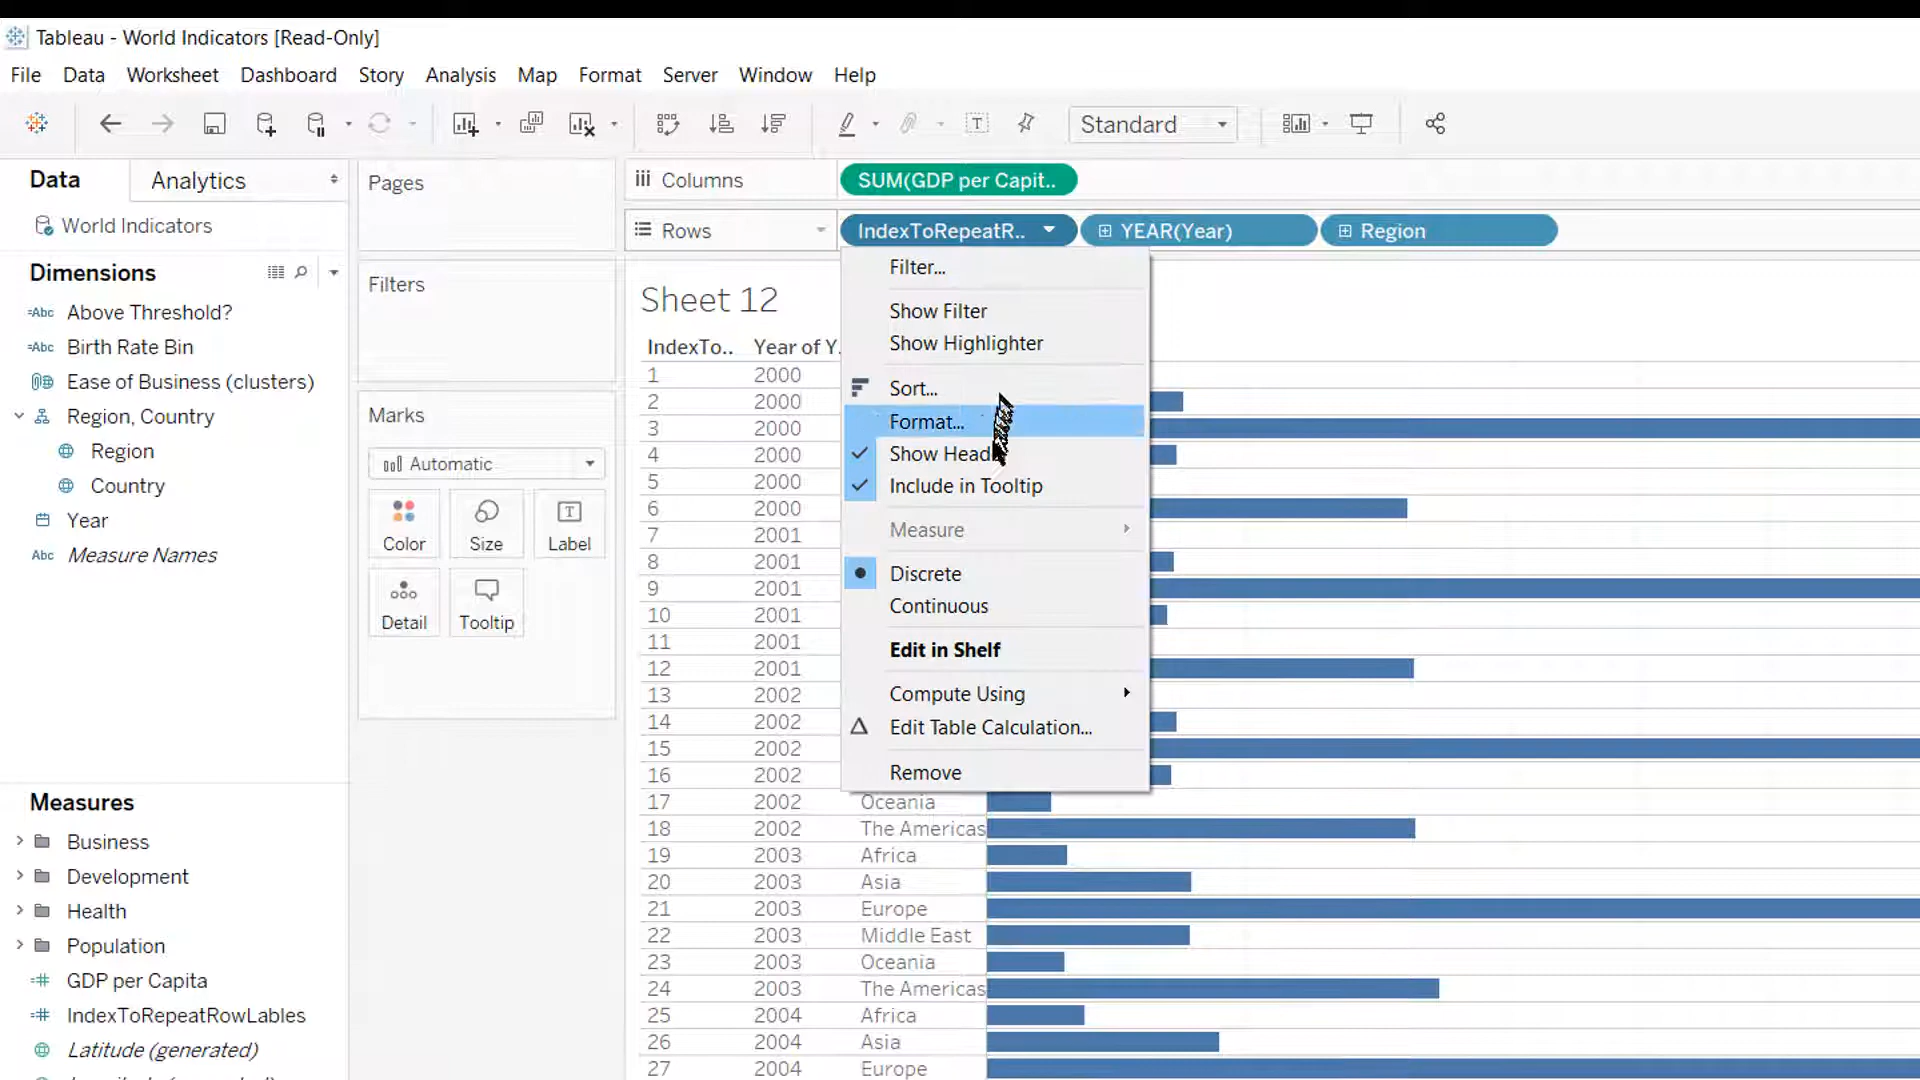 Tableau - World Indicators [Read-Only]
File Data Worksheet Dashboard Story Analysis Map Format Server Window Help
Standard
Data
Analytics
World Indicators
Dimensions
Above Threshold?
Birth Rate Bin
Ease of Business (clusters)
Region, Country
Region
Country
Year
Measure Names
Measures
Business
Development
Health
Population
GDP per Capita
IndexToRepeatRowLables
Latitude (generated)
Pages
Filters
Marks
Automatic
Color
Size
Label
Detail
Tooltip
Columns
SUM(GDP per Capit..
Rows
IndexToRepeatR..
YEAR(Year)
Region
Sheet 12
IndexTo.. Year of Y.
1 2000
2 2000
3 2000
4 2000
5 2000
6 2000
7 2001
8 2001
9 2001
10 2001
11 2001
12 2001
13 2002
14 2002
15 2002
16 2002
17 2002 Oceania
18 2002 The Americas
19 2003 Africa
20 2003 Asia
21 2003 Europe
22 2003 Middle East
23 2003 Oceania
24 2003 The Americas
25 2004 Africa
26 2004 Asia
27 2004 Europe
Filter...
Show Filter
Show Highlighter
Sort...
Format...
Show Head
Include in Tooltip
Measure
Discrete
Continuous
Edit in Shelf
Compute Using
Edit Table Calculation...
Remove